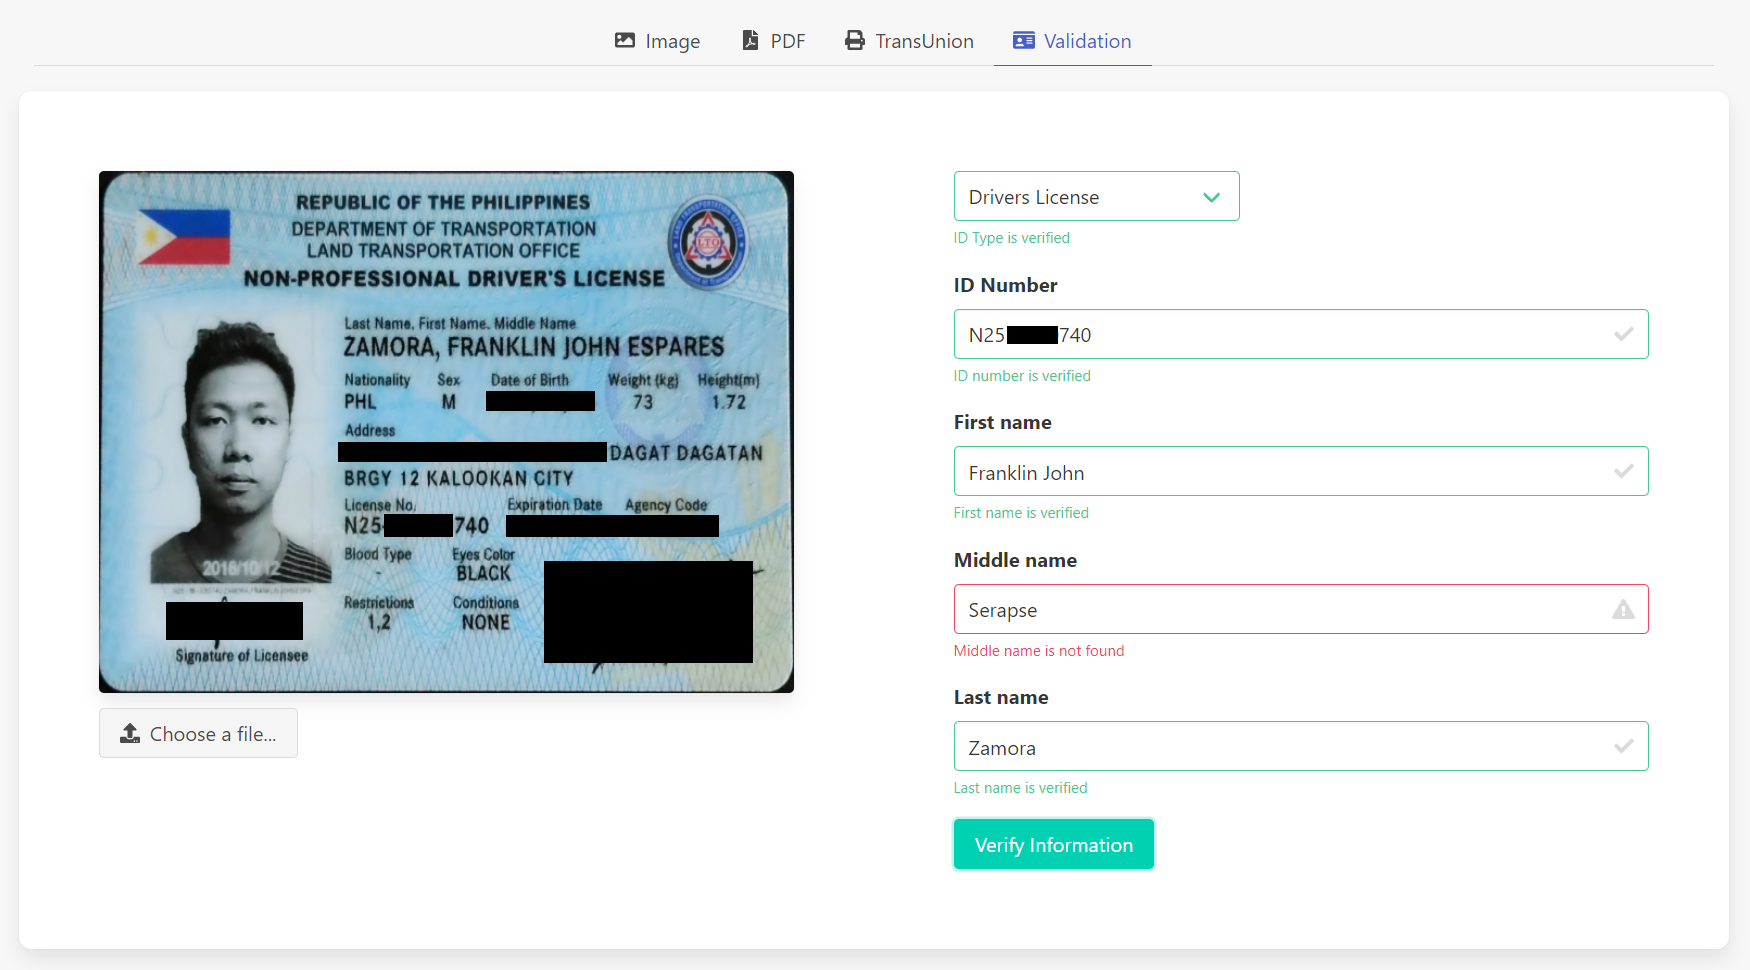 Image
PDF
TransUnion
Validation
REPUBLIC OF THE PHILIPPINES
DEPARTMENT OF TRANSPORTATION
LAND TRANSPORTATION OFFICE
NON-PROFESSIONAL DRIVER'S LICENSE
LTO
Last Name, First Name, Middle Name
ZAMORA, FRANKLIN JOHN ESPARES
Nationality Sex Date of Birth Weight (kg) Height(m)
PHL M 73 1.72
Address
DAGAT DAGATAN
BRGY 12 KALOOKAN CITY
License No. Expiration Date Agency Code
N25- 740
Blood Type Eyes Color
- BLACK
Restrictions Conditions
1,2 NONE
2018/10/12
Signature of Licensee
Choose a file...
Drivers License
ID Type is verified
ID Number
N25 740
ID number is verified
First name
Franklin John
First name is verified
Middle name
Serapse
Middle name is not found
Last name
Zamora
Last name is verified
Verify Information